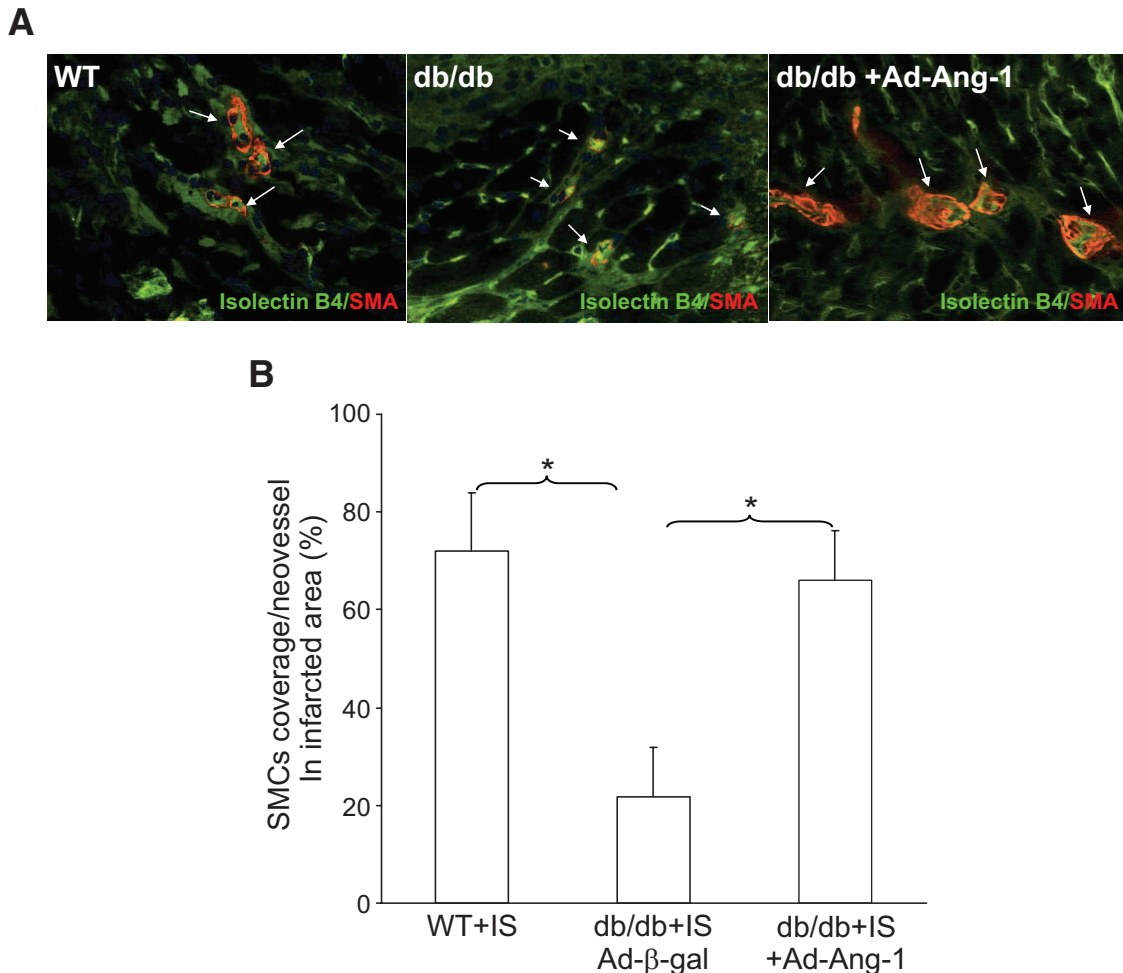 A
WT
db/db
db/db +Ad-Ang-1
Isolectin B4/SMA
Isolectin B4/SMA
Isolectin B4/SMA
B
SMCs coverage/neovessel
In infarcted area (%)
100
80
60
40
20
0
*
*
WT+IS
db/db+IS
Ad-β-gal
db/db+IS
+Ad-Ang-1